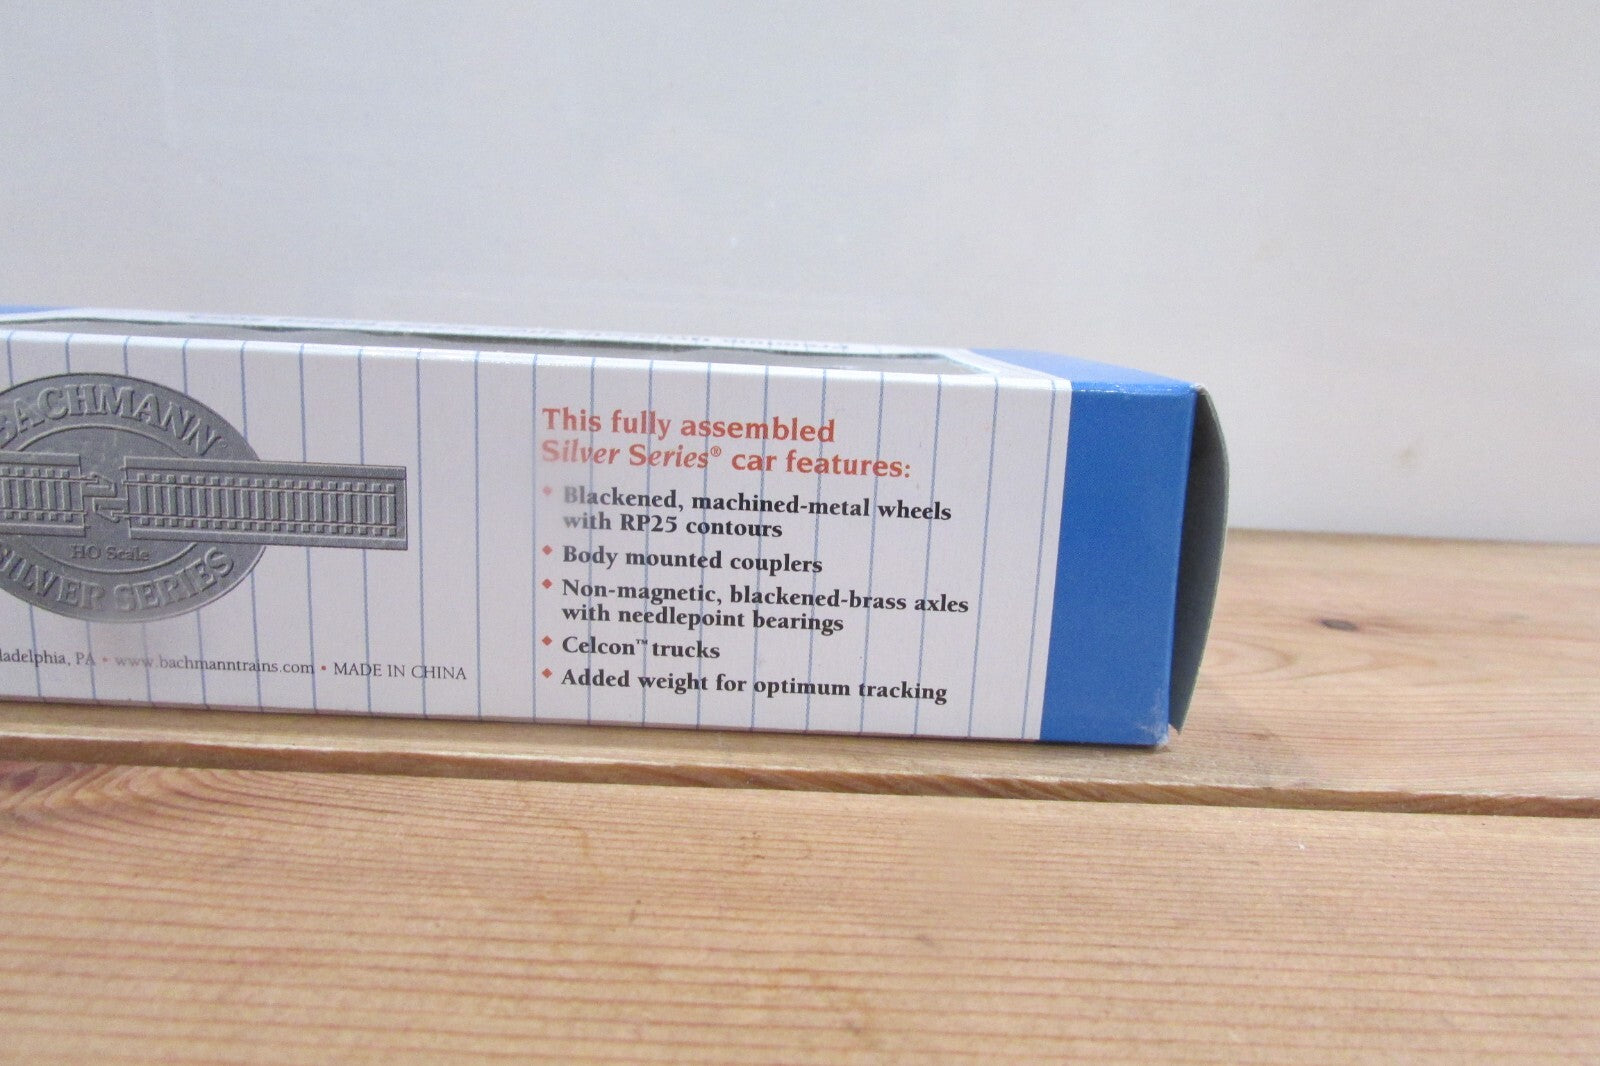 BACHMANN
HO Scale
SILVER SERIES
PA • www.bachmanntrains.com • MADE IN CHINA
This fully assembled
Silver Series® car features:
Blackened, machined-metal wheels
with RP25 contours
Body mounted couplers
Non-magnetic, blackened-brass axles
with needlepoint bearings
Celcon™ trucks
Added weight for optimum tracking